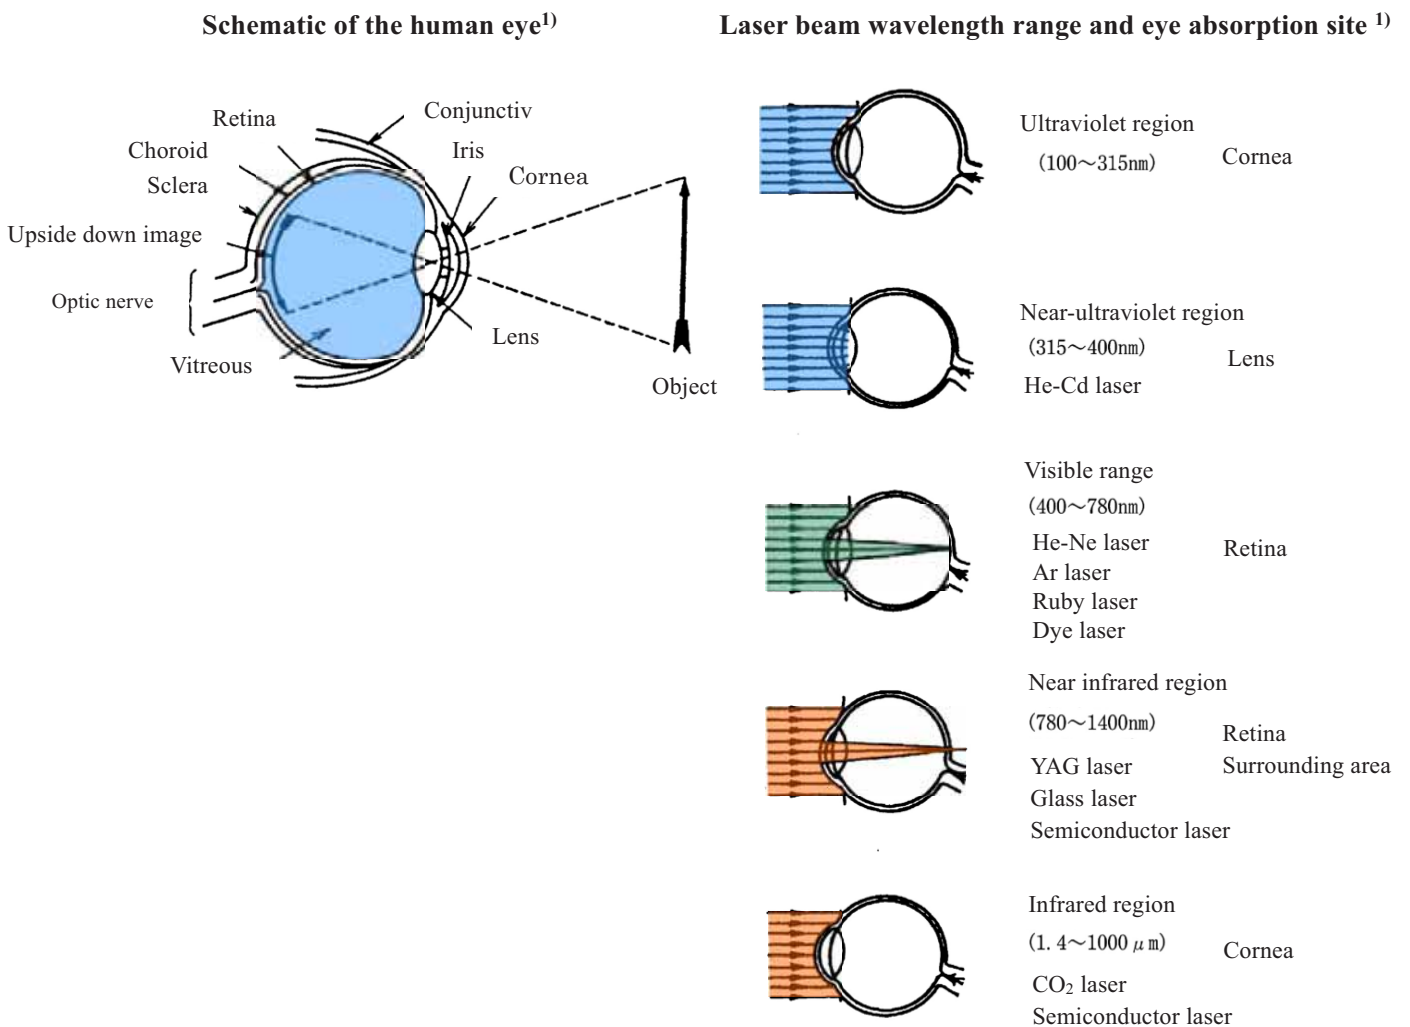 Schematic of the human eye1)
Conjunctiv
Retina
Choroid
Iris
Sclera
Cornea
Upside down image
Optic nerve
Vitreous
Lens
Object
Laser beam wavelength range and eye absorption site 1)
Ultraviolet region
(100～315nm)
Cornea
Near-ultraviolet region
(315～400nm)
Lens
He-Cd laser
Visible range
(400～780nm)
He-Ne laser
Retina
Ar laser
Ruby laser
Dye laser
Near infrared region
(780～1400nm)
Retina
YAG laser
Surrounding area
Glass laser
Semiconductor laser
Infrared region
(1.4～1000μm)
Cornea
CO2 laser
Semiconductor laser